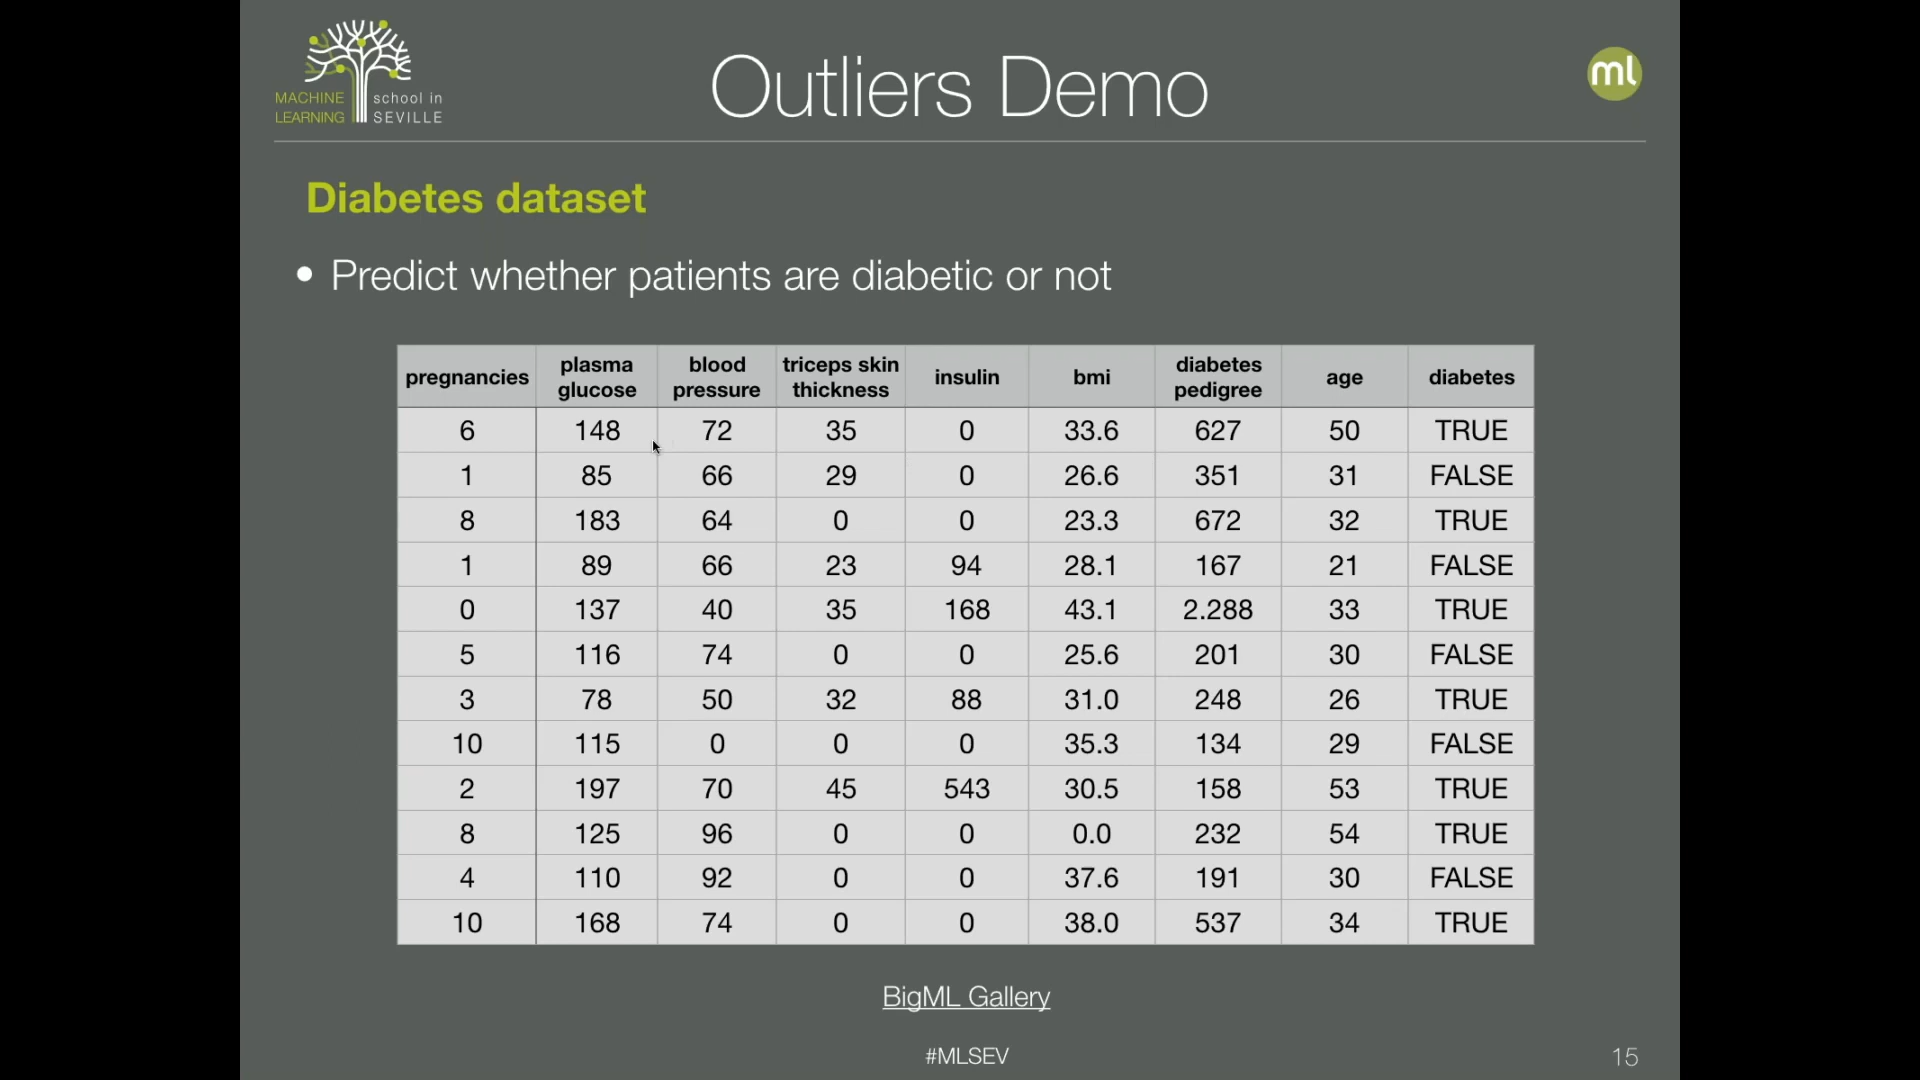 MACHINE school in
LEARNING SEVILLE
Outliers Demo
ml
Diabetes dataset
• Predict whether patients are diabetic or not
pregnancies plasma glucose blood pressure triceps skin thickness insulin bmi diabetes pedigree age diabetes
6 148 72 35 0 33.6 627 50 TRUE
1 85 66 29 0 26.6 351 31 FALSE
8 183 64 0 0 23.3 672 32 TRUE
1 89 66 23 94 28.1 167 21 FALSE
0 137 40 35 168 43.1 2.288 33 TRUE
5 116 74 0 0 25.6 201 30 FALSE
3 78 50 32 88 31.0 248 26 TRUE
10 115 0 0 0 35.3 134 29 FALSE
2 197 70 45 543 30.5 158 53 TRUE
8 125 96 0 0 0.0 232 54 TRUE
4 110 92 0 0 37.6 191 30 FALSE
10 168 74 0 0 38.0 537 34 TRUE
BigML Gallery
#MLSEV
15